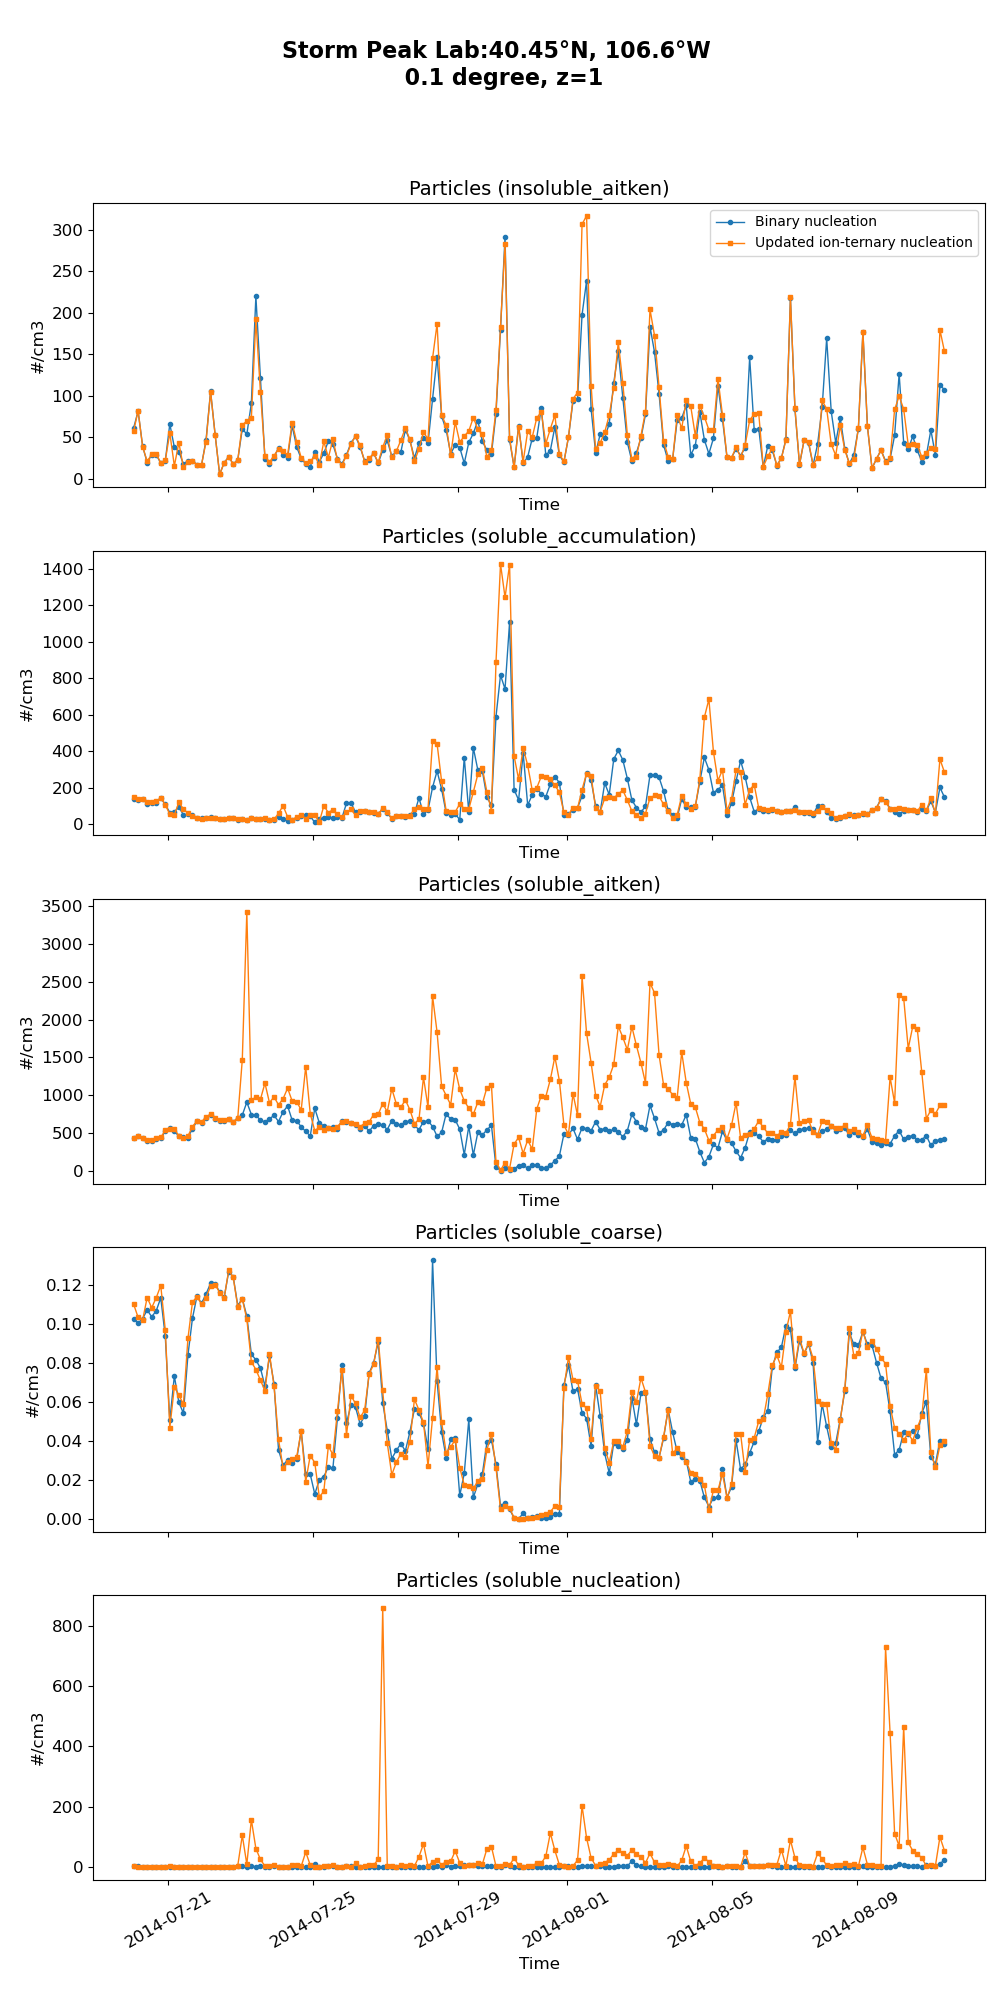 Storm Peak Lab:40.45°N, 106.6°W
0.1 degree, z=1
Particles (insoluble_aitken)
Binary nucleation
Updated ion-ternary nucleation
300
250
200
150
100
50
0
#/cm3
Time
Particles (soluble_accumulation)
1400
1200
1000
800
600
400
200
0
#/cm3
Time
Particles (soluble_aitken)
3500
3000
2500
2000
1500
1000
500
0
#/cm3
Time
Particles (soluble_coarse)
0.12
0.10
0.08
0.06
0.04
0.02
0.00
#/cm3
Time
Particles (soluble_nucleation)
800
600
400
200
0
#/cm3
2014-07-21
2014-07-25
2014-07-29
2014-08-01
2014-08-05
2014-08-09
Time